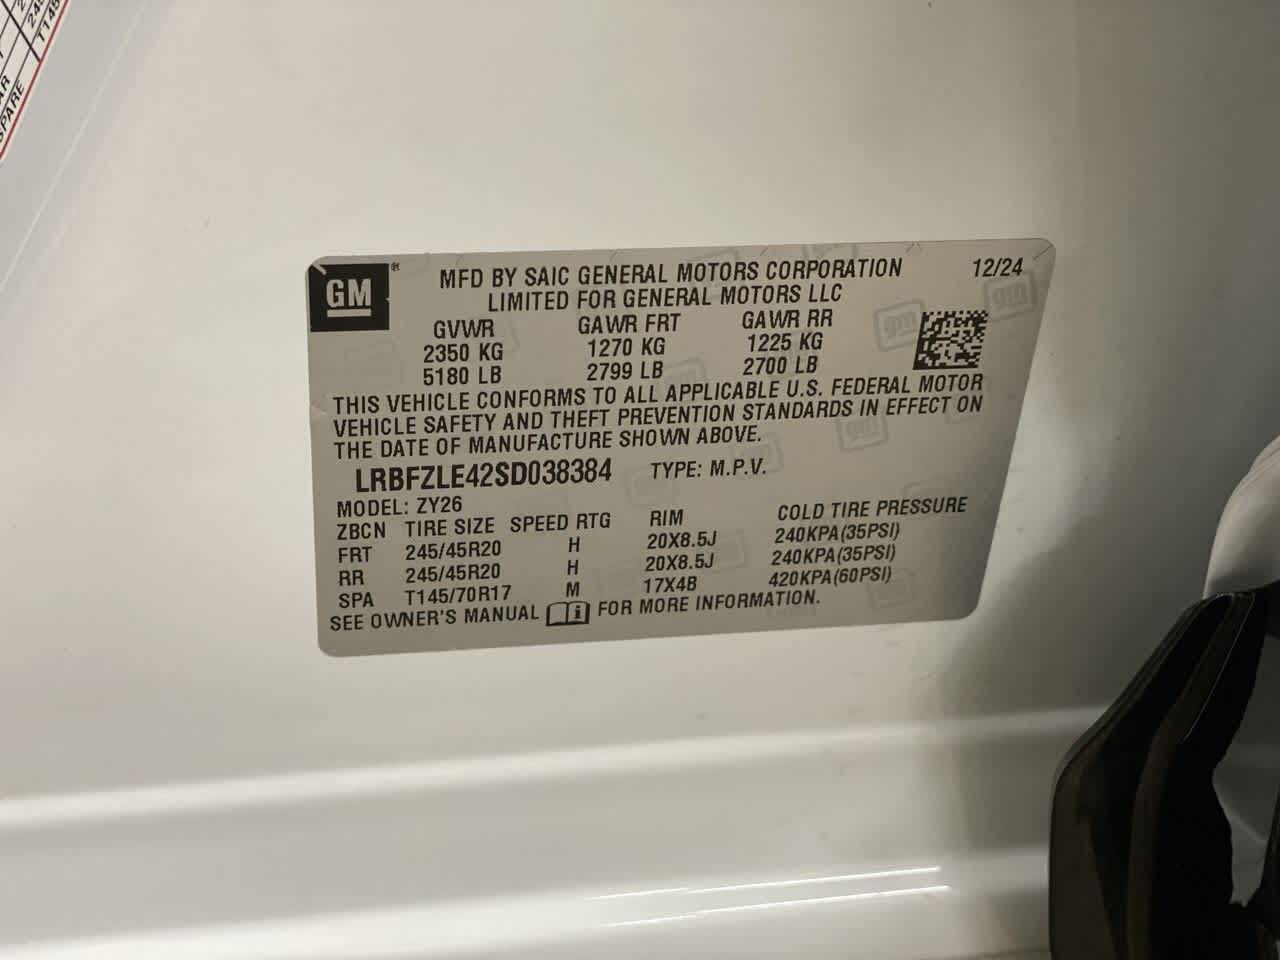 SPARE
T145
GM
MFD BY SAIC GENERAL MOTORS CORPORATION 12/24
LIMITED FOR GENERAL MOTORS LLC
GVWR GAWR FRT GAWR RR
2350 KG 1270 KG 1225 KG
5180 LB 2799 LB 2700 LB
THIS VEHICLE CONFORMS TO ALL APPLICABLE U.S. FEDERAL MOTOR
VEHICLE SAFETY AND THEFT PREVENTION STANDARDS IN EFFECT ON
THE DATE OF MANUFACTURE SHOWN ABOVE.
LRBFZLE42SD038384 TYPE: M.P.V.
MODEL: ZY26
ZBCN TIRE SIZE SPEED RTG RIM COLD TIRE PRESSURE
FRT 245/45R20 H 20X8.5J 240KPA(35PSI)
RR 245/45R20 H 20X8.5J 240KPA(35PSI)
SPA T145/70R17 M 17X4B 420KPA(60PSI)
SEE OWNER'S MANUAL FOR MORE INFORMATION.